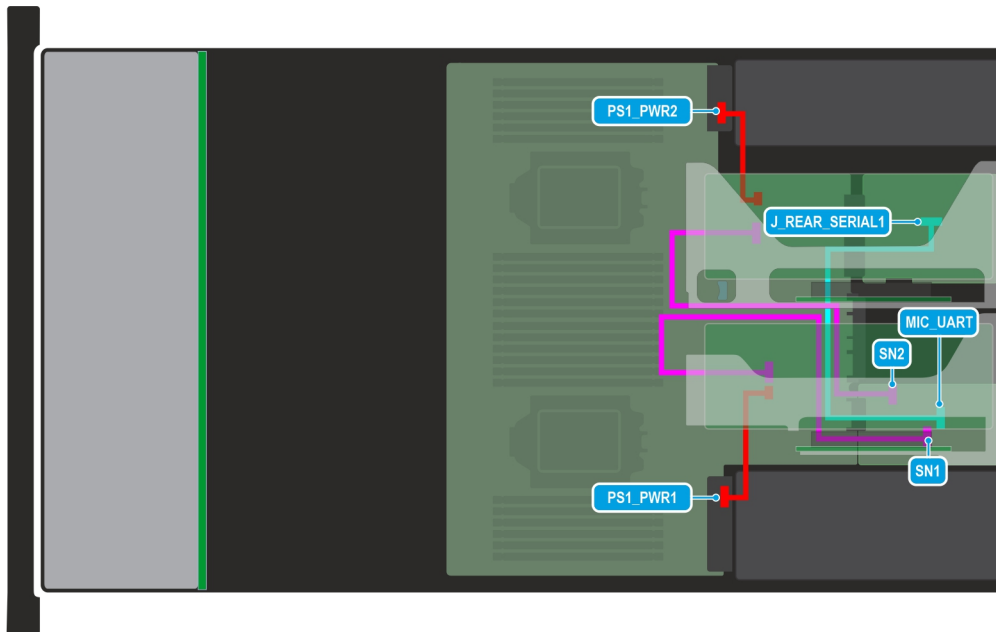 PS1_PWR2
J_REAR_SERIAL1
MIC_UART
SN2
SN1
PS1_PWR1